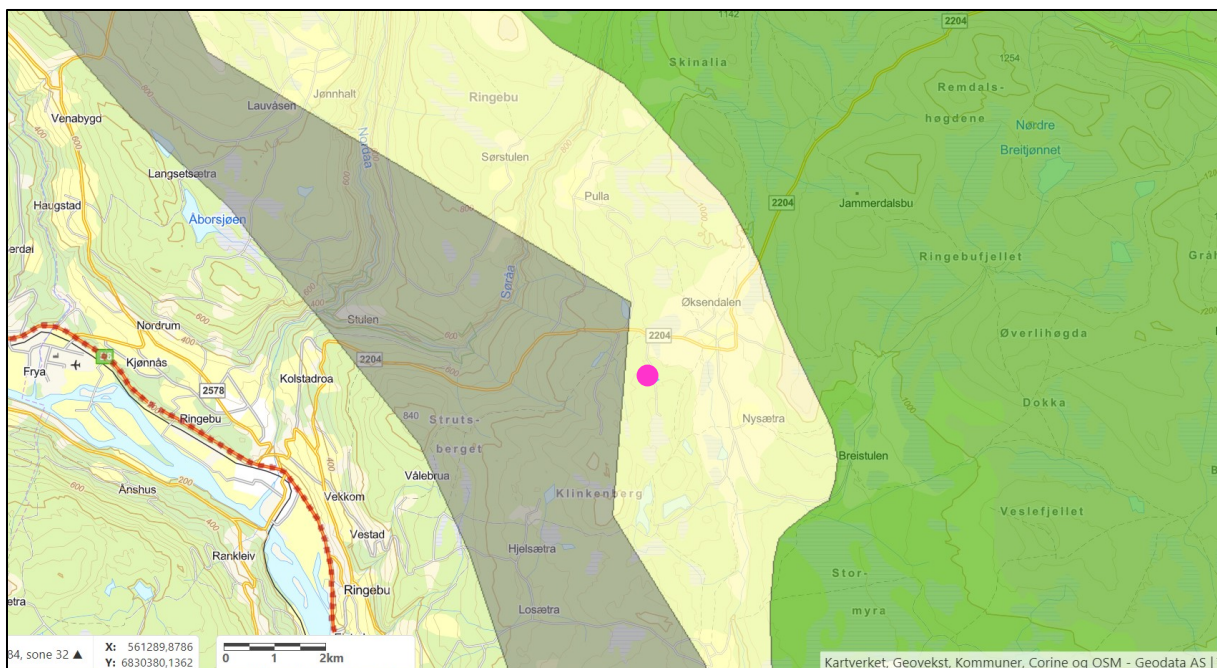 1142
2204
Skinalia
1254
Remdals-
høgdene
Jønnhalt
Ringebu
Lauvåsen
Venabygd
Nordåa
Nørdre
Breitjønnet
Sørstulen
Langsetsætra
Pulla
Haugstad
2204
Jammerdalsbu
Åborsjøen
Ringebufjellet
Søråa
Øksendalen
Stulen
Nordrum
2204
2204
Øverlihøgda
Kjønnås
Frya
Kolstadroa
2578
Dokka
Ringebu
840
Struts-
berget
Nysætra
Breistulen
Vålebrua
Ånshus
Vekkom
Klinkenberg
Veslefjellet
Vestad
Rankleiv
Hjelsætra
Stor-
myra
Ringebu
Losætra
84, sone 32 ▲
X: 561289,8786
Y: 6830380,1362
0 1 2km
Kartverket, Geovekst, Kommuner, Corine og OSM - Geodata AS |